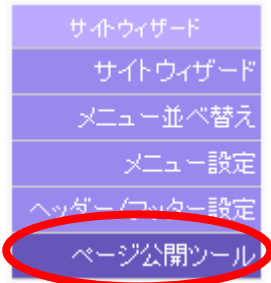 サイトウィザード
サイトウィザード
メニュー並べ替え
メニュー設定
ヘッダー/フッター設定
ページ公開ツール